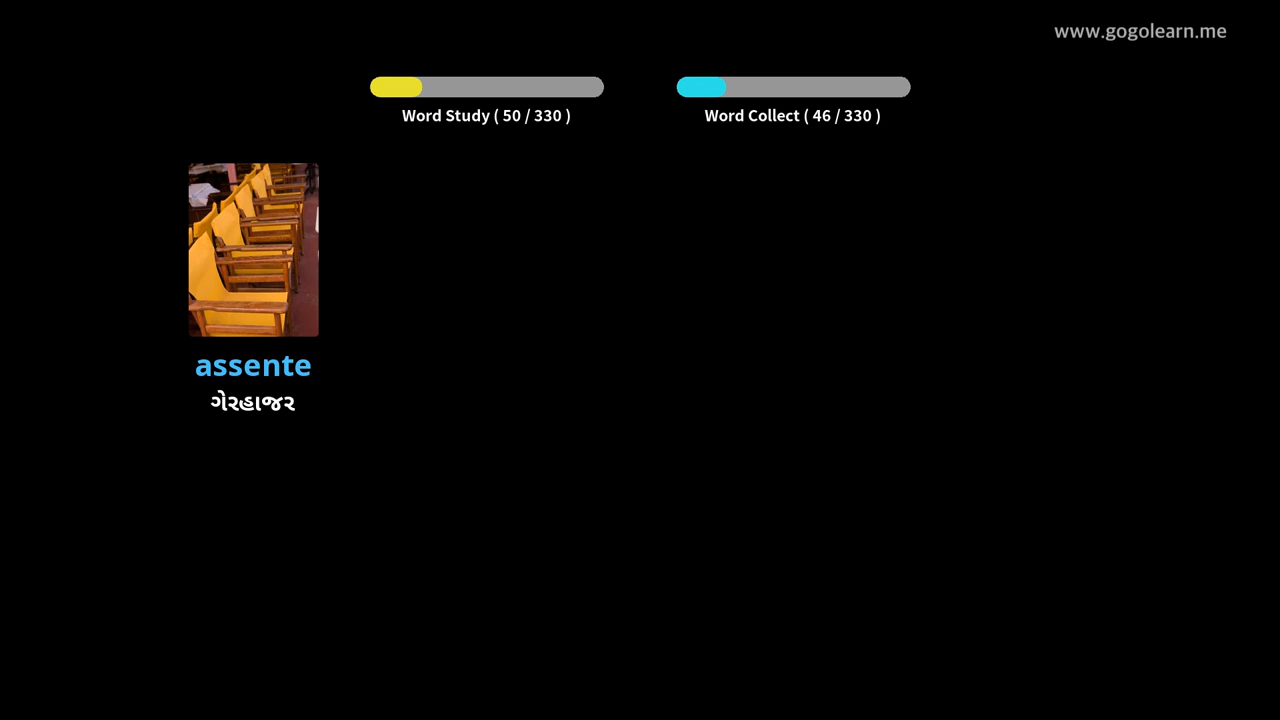 www.gogolearn.me
Word Study ( 50 / 330 )
Word Collect ( 46 / 330 )
assente
ગેરહાજર